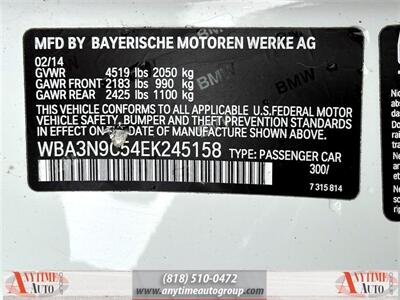 MFD BY BAYERISCHE MOTOREN WERKE AG
02/14
GVWR 4519 lbs 2050 kg
GAWR FRONT 2183 lbs 990 kg
GAWR REAR 2425 lbs 1100 kg
THIS VEHICLE CONFORMS TO ALL APPLICABLE U.S.FEDERAL MOTOR
VEHICLE SAFETY, BUMPER AND THEFT PREVENTION STANDARDS IN
EFFECT ON THE DATE OF MANUFACTURE SHOWN ABOVE.
WBA3N9C54EK245158 TYPE: PASSENGER CAR
300/
7 315 814
ANYTIME AUTO
(818) 510-0472
www.anytimeautogroup.com
ANYTIME AUTO